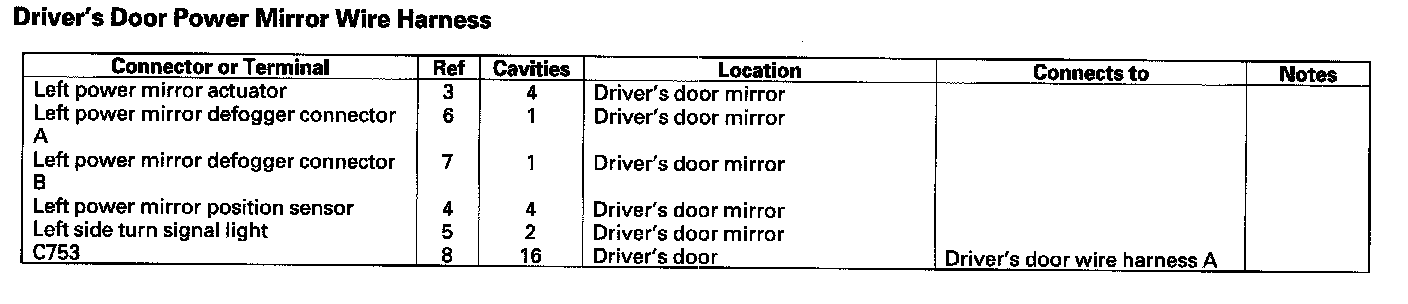 Driver's Door Power Mirror Wire Harness
Connector or Terminal Ref Cavities Location Connects to Notes
Left power mirror actuator 3 4 Driver's door mirror
Left power mirror defogger connector 6 1 Driver's door mirror
A
Left power mirror defogger connector 7 1 Driver's door mirror
B
Left power mirror position sensor 4 4 Driver's door mirror
Left side turn signal light 5 2 Driver's door mirror
C753 8 16 Driver's door Driver's door wire harness A